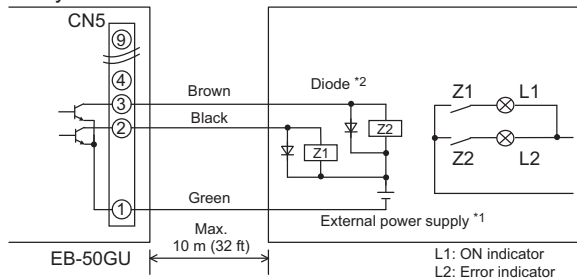 CN5
9
4
3
2
1
Brown
Black
Green
Diode *2
Z2
Z1
Z1
L1
Z2
L2
External power supply *1
Max.
10 m (32 ft)
EB-50GU
L1: ON indicator
L2: Error indicator